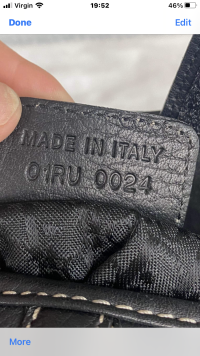 Virgin 19:52 46%
Done Edit
MADE IN ITALY
01RU 0024
More